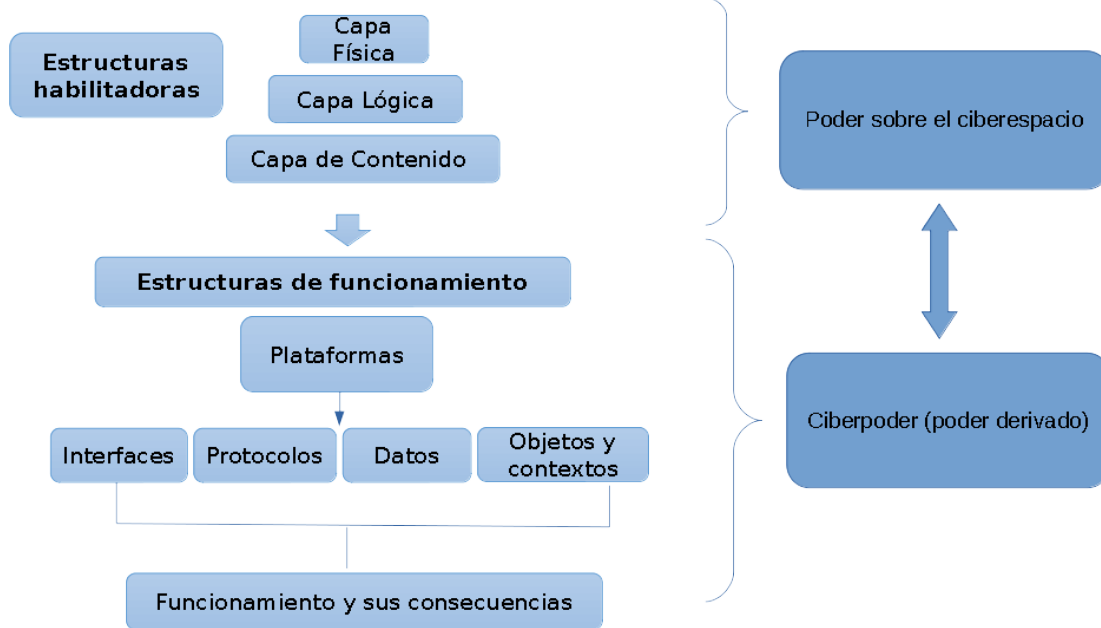 Estructuras
habilitadoras
Capa
Física
Capa Lógica
Capa de Contenido
Poder sobre el ciberespacio
Estructuras de funcionamiento
Plataformas
Interfaces
Protocolos
Datos
Objetos y
contextos
Ciberpoder (poder derivado)
Funcionamiento y sus consecuencias